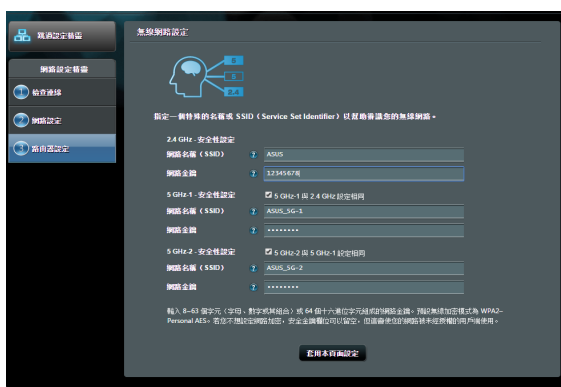 跳過設定精靈
網路設定精靈
1 檢查連線
2 網路設定
3 路由器設定
無線網路設定
5
5
2.4
指定一個特殊的名稱或 SSID（Service Set Identifier）以幫助辨識您的無線網路。
2.4 GHz - 安全性設定
網路名稱（SSID） ? ASUS
網路金鑰 ? 12345678
5 GHz-1 - 安全性設定 5 GHz-1 與 2.4 GHz 設定相同
網路名稱（SSID） ? ASUS_5G-1
網路金鑰 ? ········
5 GHz-2 - 安全性設定 5 GHz-2 與 5 GHz-1 設定相同
網路名稱（SSID） ? ASUS_5G-2
網路金鑰 ? ········
輸入 8-63 個字元（字母、數字或其組合）或 64 個十六進位字元組成的網路金鑰。預設無線加密模式為 WPA2-
Personal AES。若您不想設定網路加密，安全金鑰欄位可以留空，但這會使您的網路被未經授權的用戶端使用。
套用本頁面設定